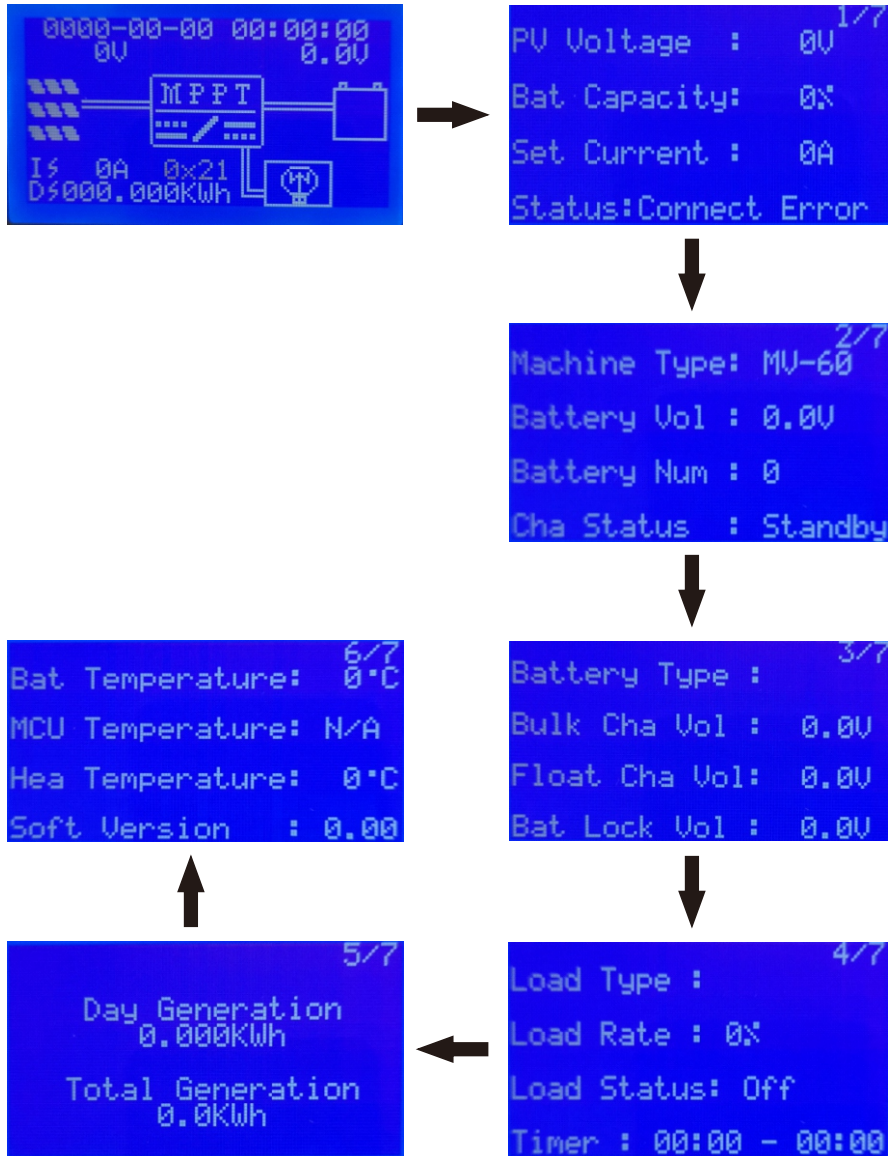 0000-00-00 00:00:00
0V 0.0V
MPPT
I 0A 0x21
D 000.000KWh
1/7
PV Voltage : 0V
Bat Capacity: 0%
Set Current : 0A
Status:Connect Error
2/7
Machine Type: MV-60
Battery Vol : 0.0V
Battery Num : 0
Cha Status : Standby
3/7
Battery Type :
Bulk Cha Vol : 0.0V
Float Cha Vol: 0.0V
Bat Lock Vol : 0.0V
4/7
Load Type :
Load Rate : 0%
Load Status: Off
Timer : 00:00 - 00:00
5/7
Day Generation
0.000KWh
Total Generation
0.0KWh
6/7
Bat Temperature: 0°C
MCU Temperature: N/A
Hea Temperature: 0°C
Soft Version : 0.00